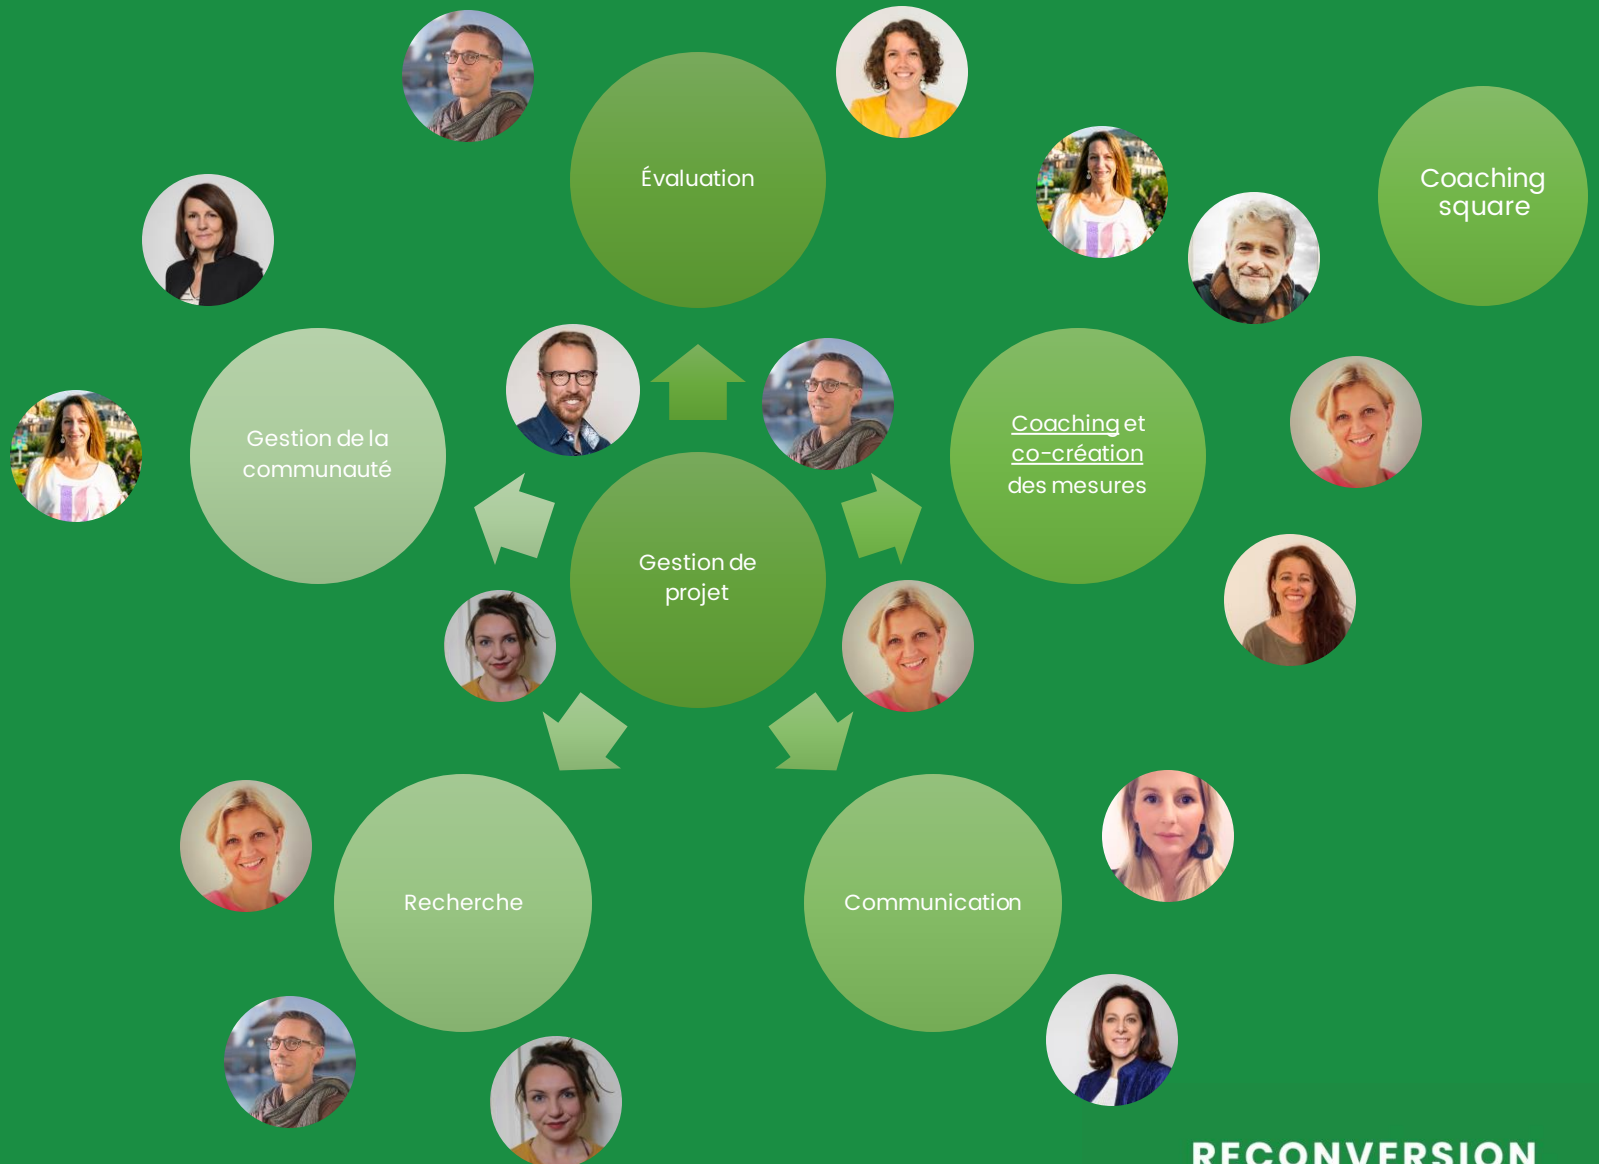 Évaluation
Coaching
square
Gestion de la
communauté
Coaching et
co-création
des mesures
Gestion de
projet
Recherche
Communication
RECONVERSION